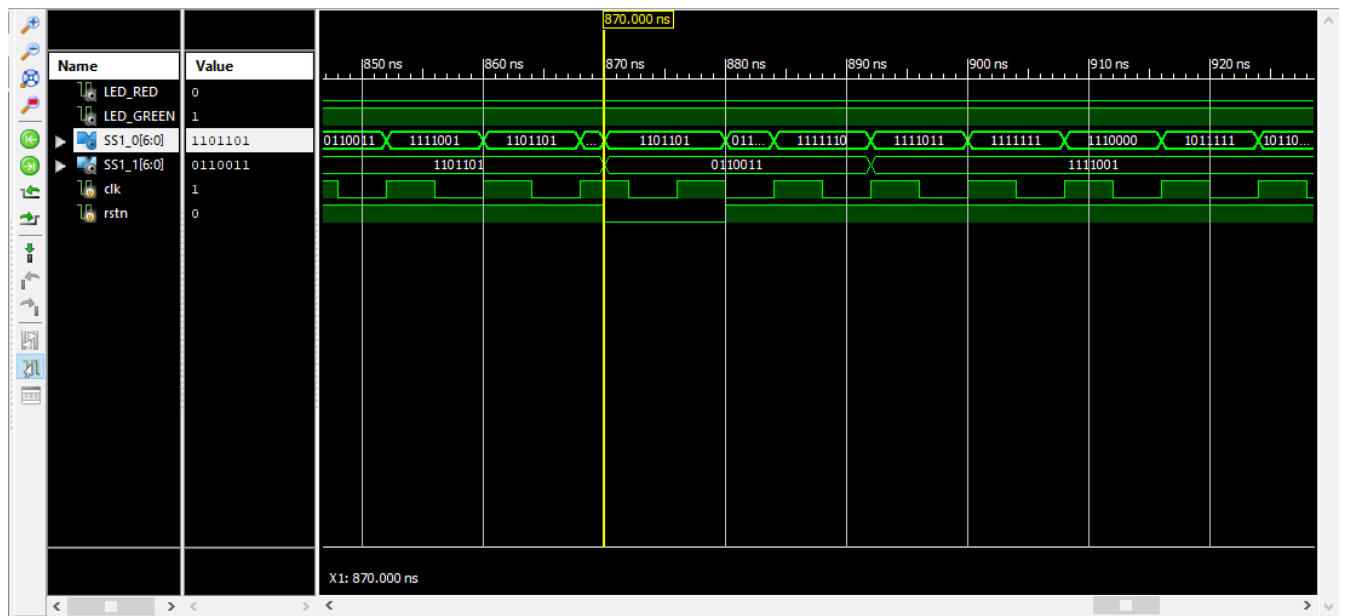 870.000 ns
Name Value
850 ns 860 ns 870 ns 880 ns 890 ns 900 ns 910 ns 920 ns
LED_RED 0
LED_GREEN 1
SS1_0[6:0] 1101101 0110011 1111001 1101101 ... 1101101 011... 1111110 1111011 1111111 1110000 1011111 10110...
SS1_1[6:0] 0110011 1101101 0110011 1111001
clk 1
rstn 0
X1: 870.000 ns